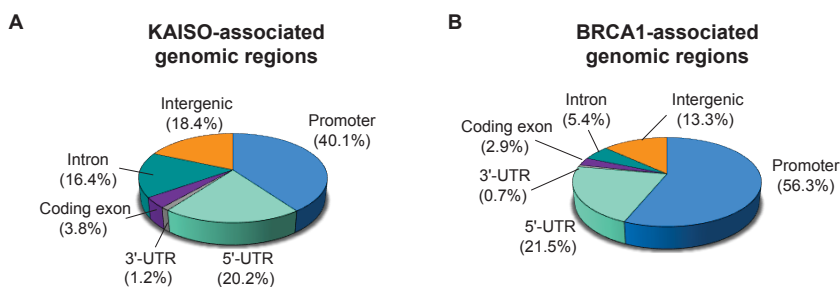 A
KAISO-associated
genomic regions
Intergenic
(18.4%)
Promoter
(40.1%)
Intron
(16.4%)
Coding exon
(3.8%)
3'-UTR
(1.2%)
5'-UTR
(20.2%)
B
BRCA1-associated
genomic regions
Intron
(5.4%)
Intergenic
(13.3%)
Coding exon
(2.9%)
3'-UTR
(0.7%)
Promoter
(56.3%)
5'-UTR
(21.5%)